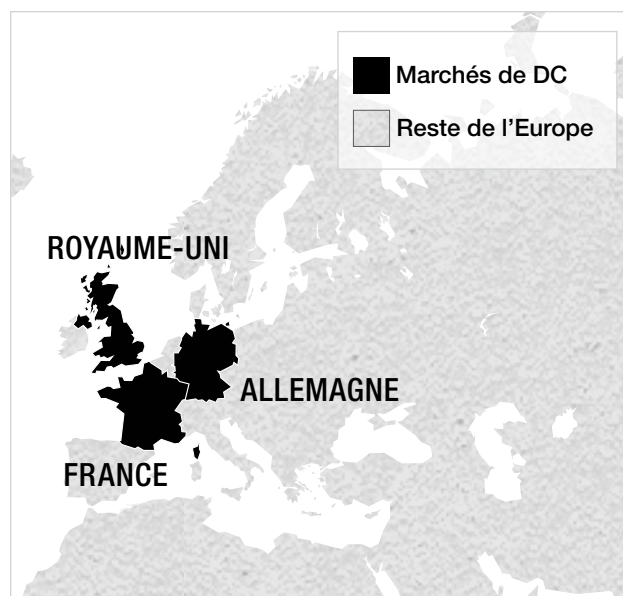 Marchés de DC
Reste de l’Europe
ROYAUME-UNI
ALLEMAGNE
FRANCE